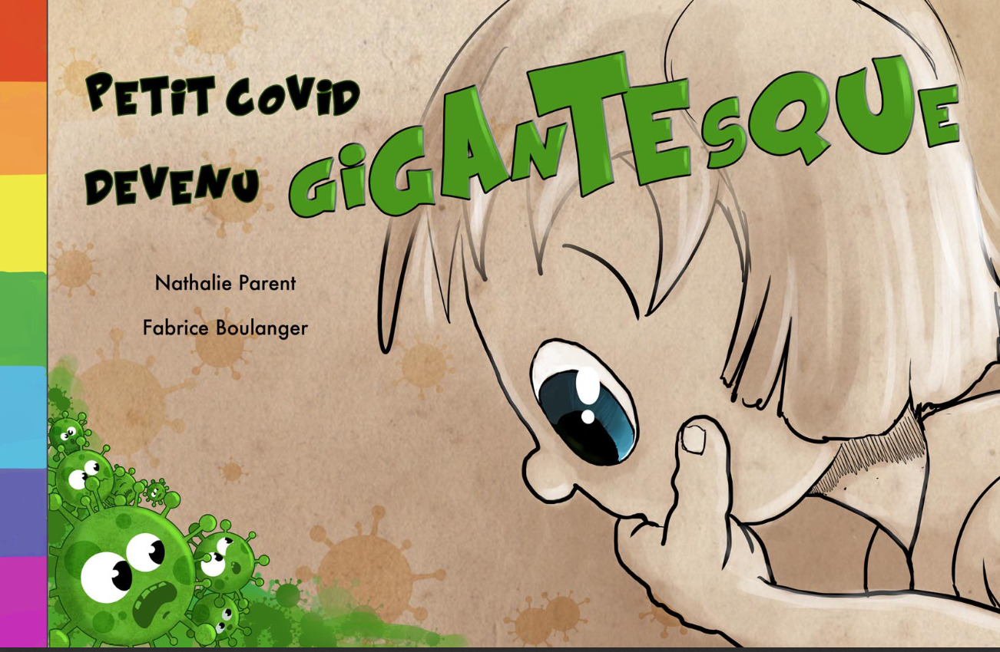 PETiT COViD
DEVENU GiGANTESQUE
Nathalie Parent
Fabrice Boulanger